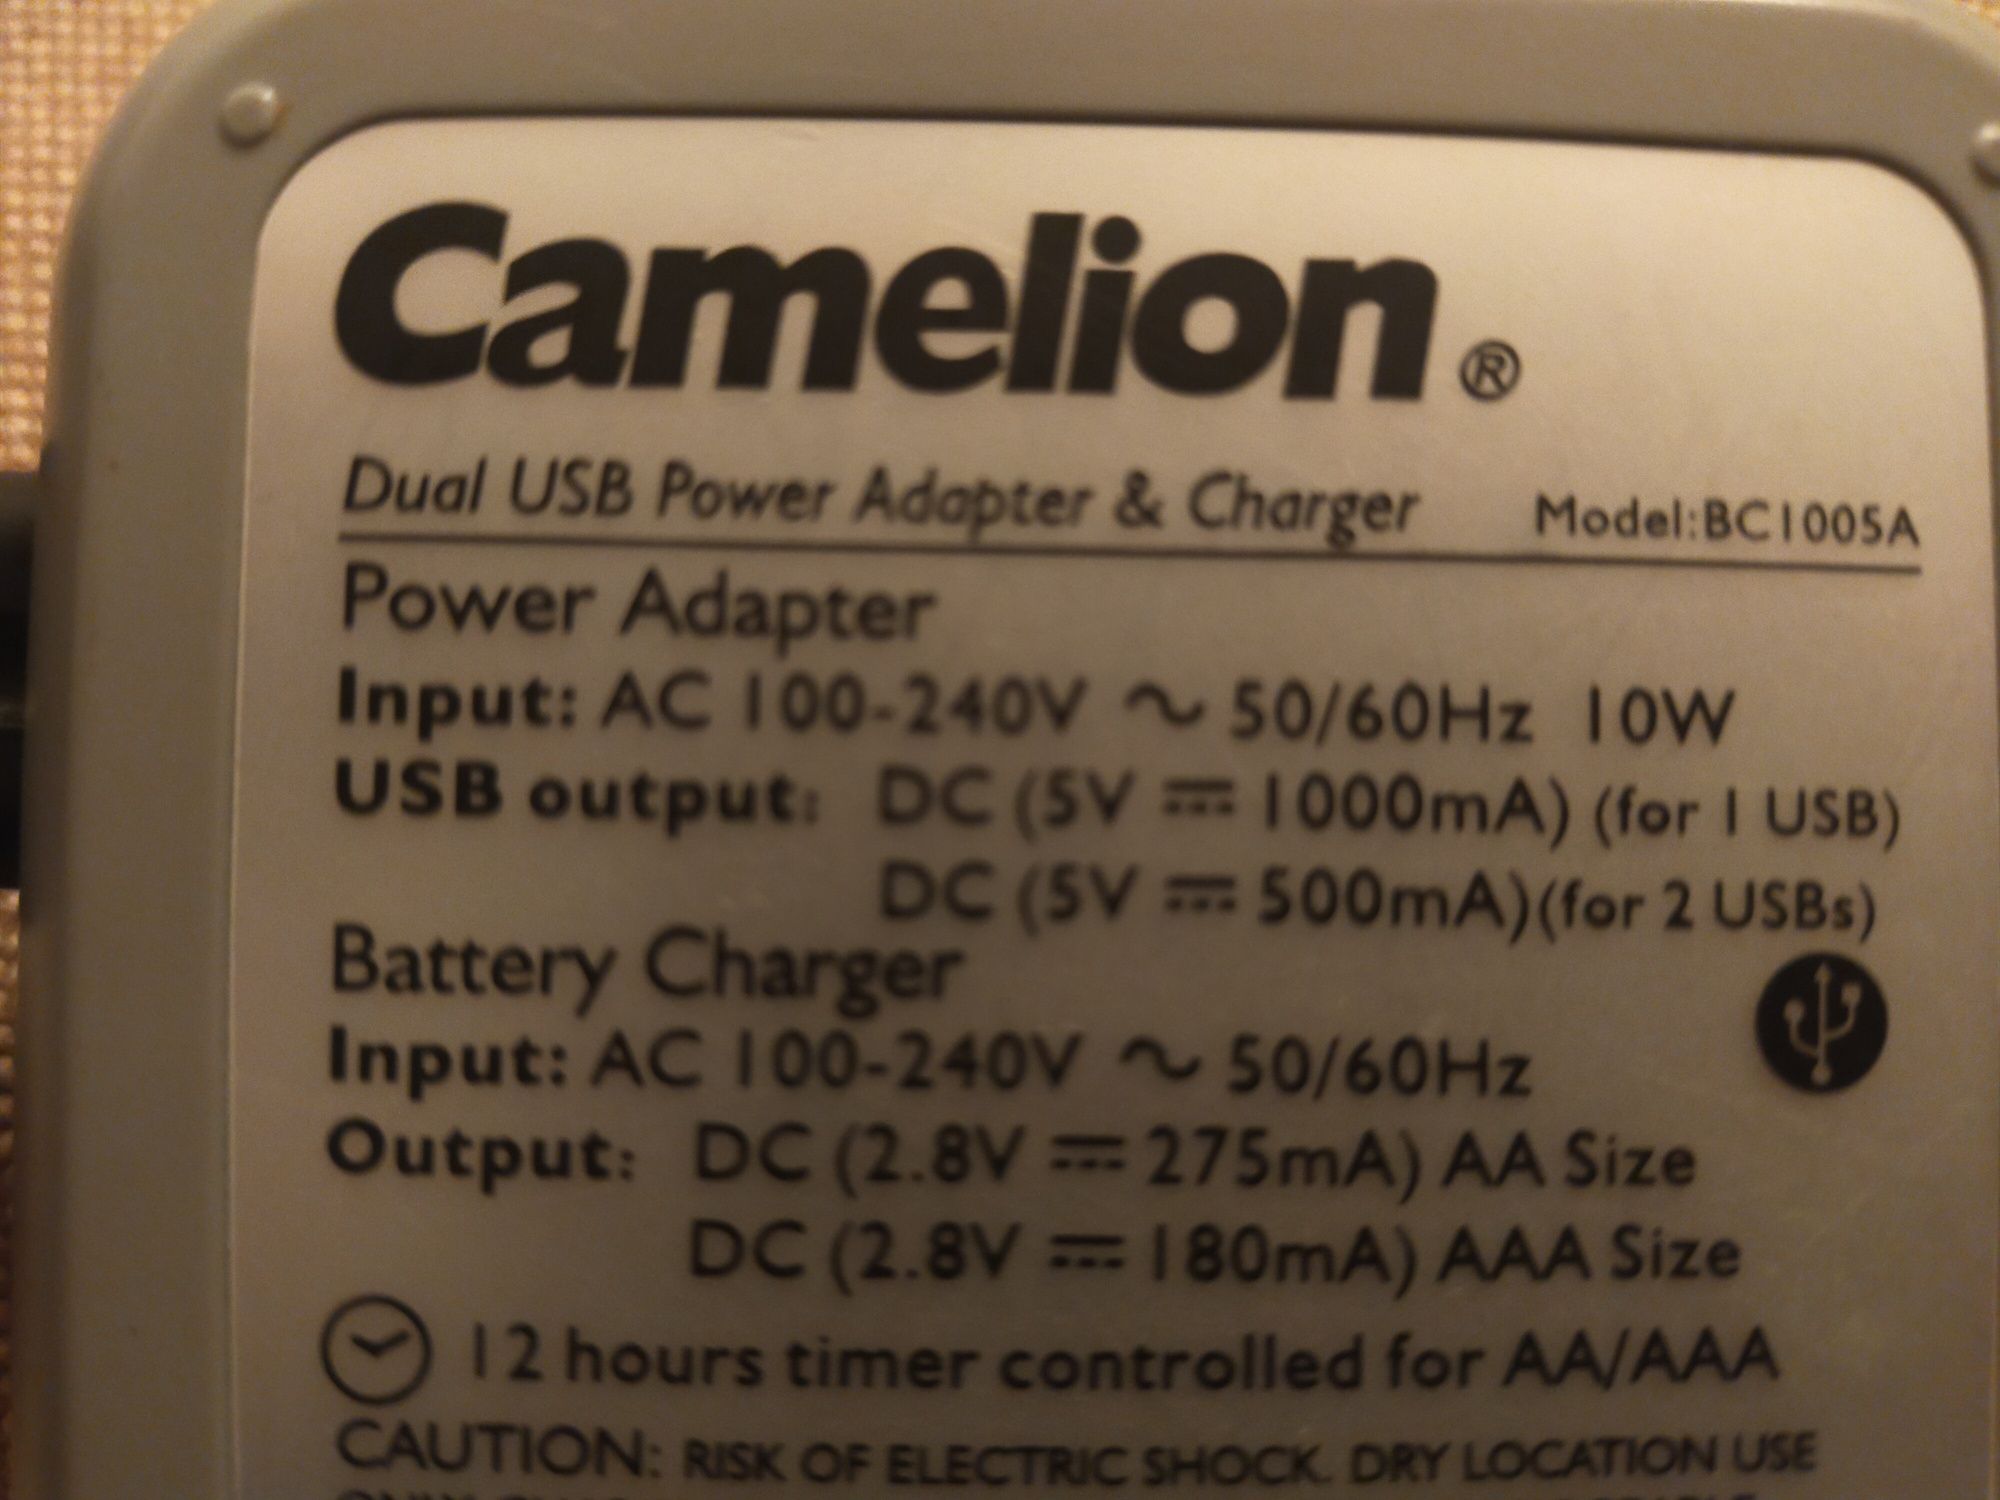 Camelion ®
Dual USB Power Adapter & Charger Model:BC1005A
Power Adapter
Input: AC 100-240V ~ 50/60Hz 10W
USB output: DC (5V ⎓ 1000mA) (for 1 USB)
DC (5V ⎓ 500mA)(for 2 USBs)
Battery Charger
Input: AC 100-240V ~ 50/60Hz
Output: DC (2.8V ⎓ 275mA) AA Size
DC (2.8V ⎓ 180mA) AAA Size
12 hours timer controlled for AA/AAA
CAUTION: RISK OF ELECTRIC SHOCK. DRY LOCATION USE